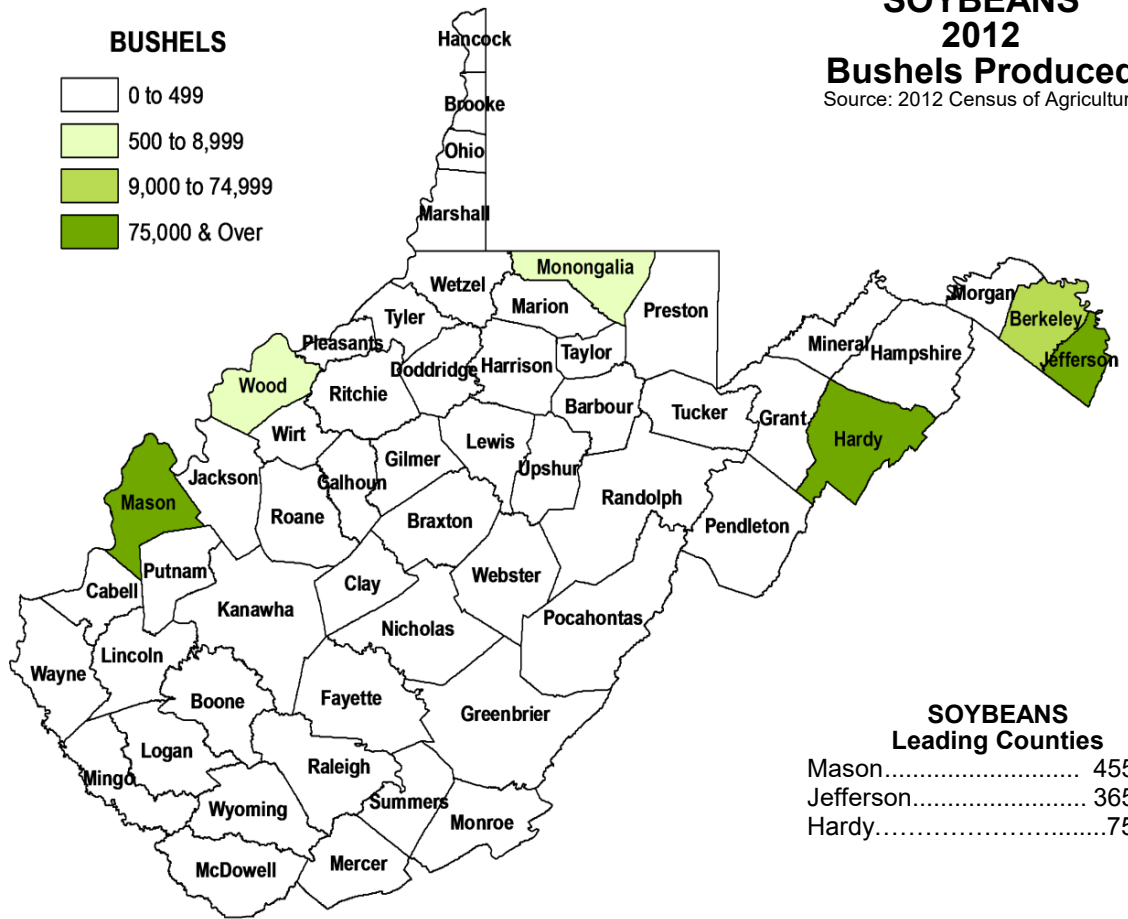 SOYBEANS
2012
Bushels Produced
Source: 2012 Census of Agricultur
BUSHELS
0 to 499
500 to 8,999
9,000 to 74,999
75,000 & Over
Hancock
Brooke
Ohio
Marshall
Monongalia
Wetzel
Marion
Preston
Morgan
Tyler
Berkeley
Pleasants
Mineral
Hampshire
Taylor
Jefferson
Doddridge
Harrison
Wood
Ritchie
Barbour
Tucker
Grant
Wirt
Lewis
Hardy
Gilmer
Upshur
Jackson
Calhoun
Randolph
Mason
Roane
Braxton
Pendleton
Putnam
Webster
Clay
Cabell
Kanawha
Pocahontas
Nicholas
Lincoln
Wayne
Fayette
Boone
Greenbrier
Logan
Raleigh
Mingo
Summers
Wyoming
Monroe
Mercer
McDowell
SOYBEANS
Leading Counties
Mason............................ 455
Jefferson......................... 365
Hardy…………………….........75